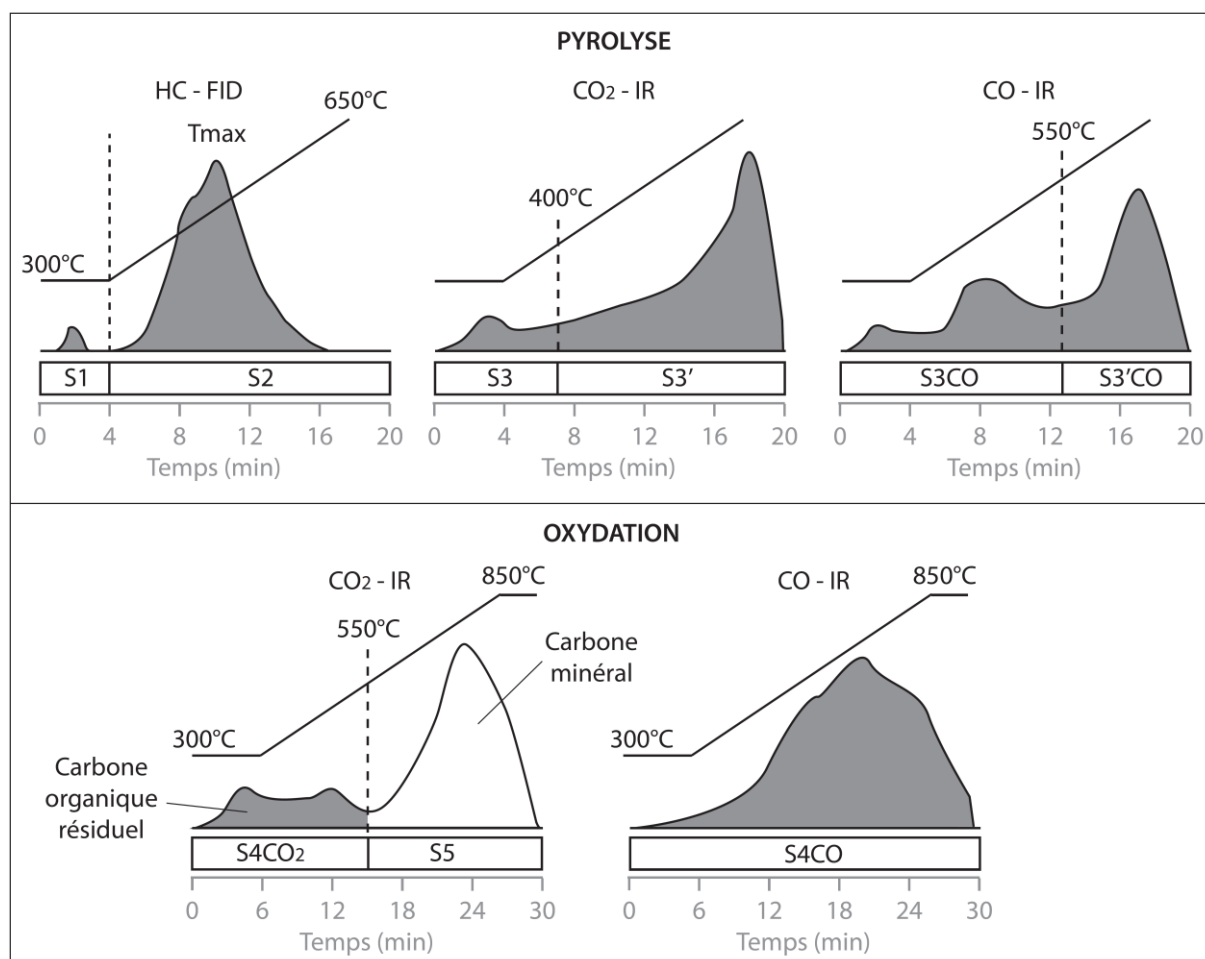 PYROLYSE
HC - FID
650°C
Tmax
300°C
S1
S2
0 4 8 12 16 20
Temps (min)
CO2 - IR
400°C
S3
S3'
0 4 8 12 16 20
Temps (min)
CO - IR
550°C
S3CO
S3'CO
0 4 8 12 16 20
Temps (min)
OXYDATION
CO2 - IR
850°C
550°C
Carbone
minéral
300°C
Carbone
organique
résiduel
S4CO2
S5
0 6 12 18 24 30
Temps (min)
CO - IR
850°C
300°C
S4CO
0 6 12 18 24 30
Temps (min)